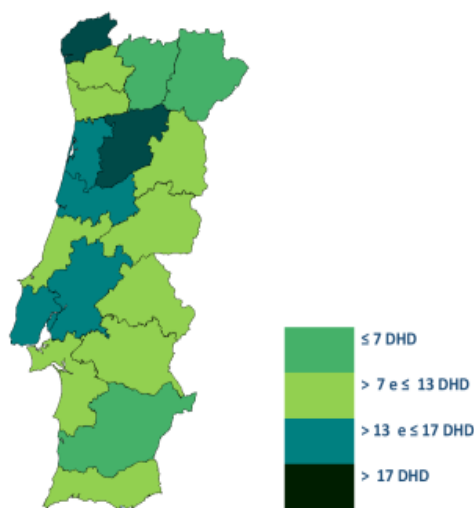 ≤ 7 DHD
> 7 e ≤ 13 DHD
> 13 e ≤ 17 DHD
> 17 DHD